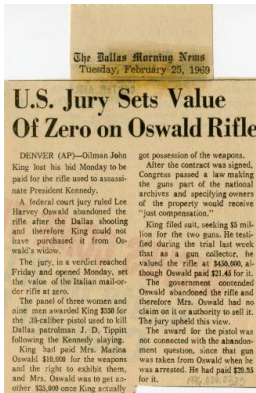 The Dallas Morning News
Tuesday, February 25, 1969
U.S. Jury Sets Value
Of Zero on Oswald Rifle
DENVER (AP)—Oilman John
King lost his bid Monday to be
paid for the rifle used to assassi-
nate President Kennedy.
A federal court jury ruled Lee
Harvey Oswald abandoned the
rifle after the Dallas shooting
and therefore King could not
have purchased it from Os-
wald's widow.
The jury, in a verdict reached
Friday and opened Monday, set
the value of the Italian mail-or-
der rifle at zero.
The panel of three women and
nine men awarded King $350 for
the .38-caliber pistol used to kill
Dallas patrolman J. D. Tippitt
following the Kennedy slaying.
King had paid Mrs. Marina
Oswald $10,000 for the weapons
and the right to exhibit them,
and Mrs. Oswald was to get an-
other $35,000 once King actually
got possession of the weapons.
After the contract was signed,
Congress passed a law making
the guns part of the national
archives and specifying owners
of the property would receive
"just compensation."
King filed suit, seeking $5 mil-
lion for the two guns. He testi-
fied during the trial last week
that as a gun collector, he
valued the rifle at $450,000, al-
though Oswald paid $21.45 for it.
The government contended
Oswald abandoned the rifle and
therefore Mrs. Oswald had no
claim on it or authority to sell it.
The jury upheld this view.
The award for the pistol was
not connected with the abandon-
ment question, since that gun
was taken from Oswald when he
was arrested. He had paid $29.95
for it.